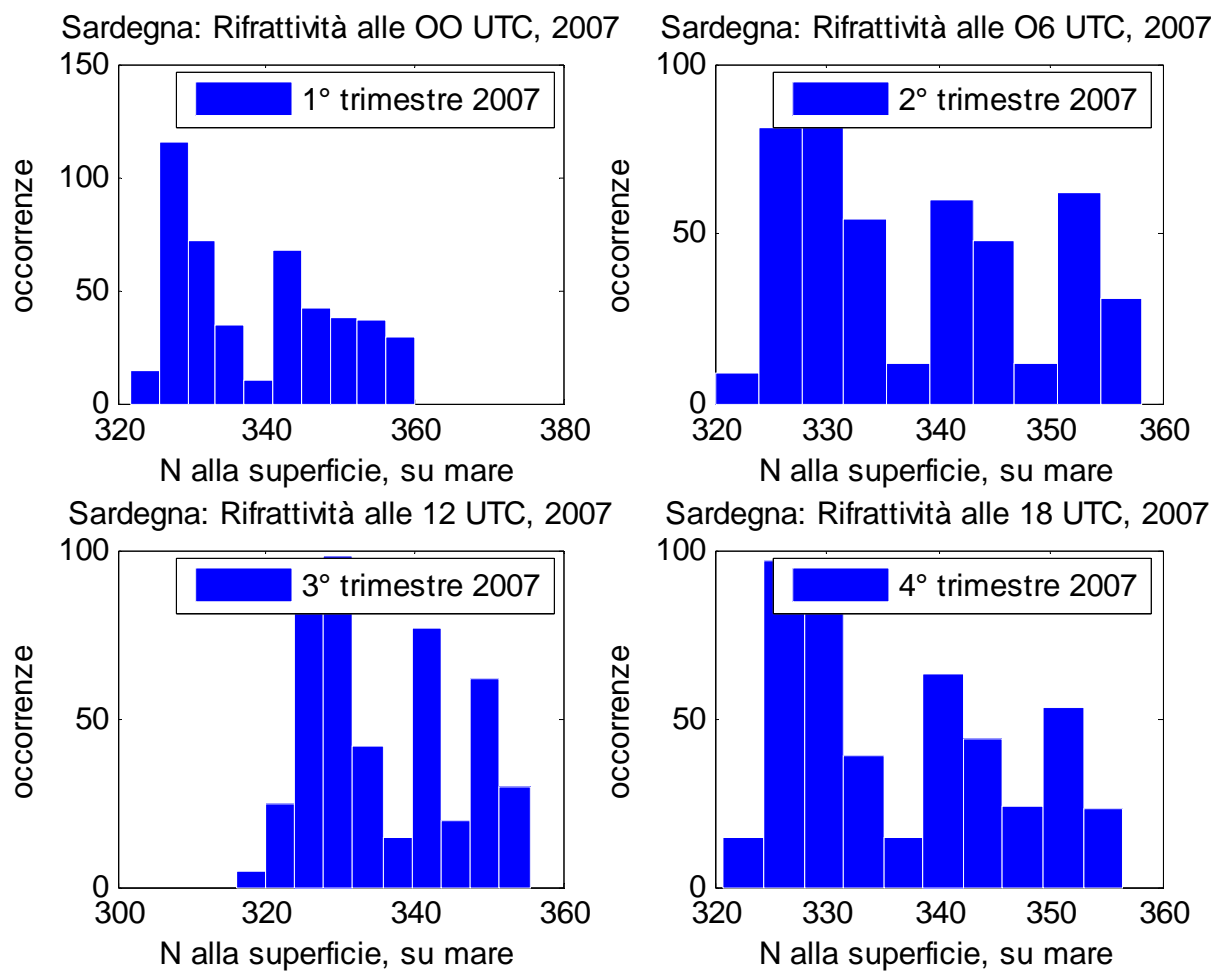 Sardegna: Rifrattività alle OO UTC, 2007
150
100
50
0
occorrenze
1° trimestre 2007
320 340 360 380
N alla superficie, su mare
Sardegna: Rifrattività alle O6 UTC, 2007
100
50
0
occorrenze
2° trimestre 2007
320 330 340 350 360
N alla superficie, su mare
Sardegna: Rifrattività alle 12 UTC, 2007
100
50
0
occorrenze
3° trimestre 2007
300 320 340 360
N alla superficie, su mare
Sardegna: Rifrattività alle 18 UTC, 2007
100
50
0
occorrenze
4° trimestre 2007
320 330 340 350 360
N alla superficie, su mare